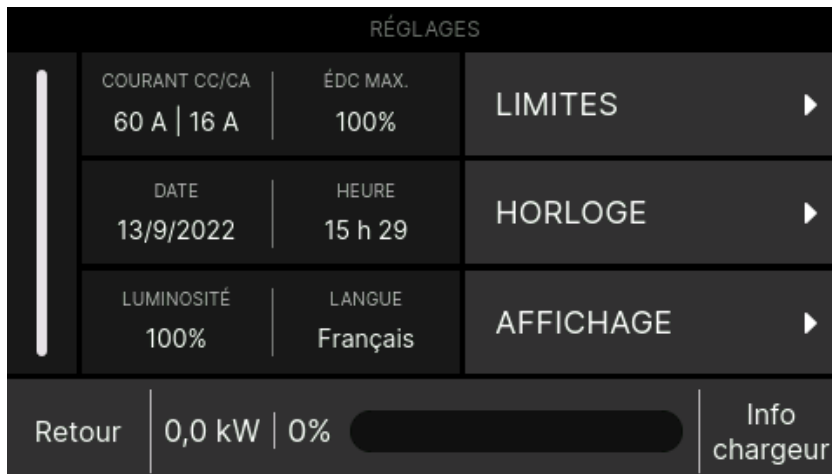 RÉGLAGES
COURANT CC/CA
60 A | 16 A
ÉDC MAX.
100%
LIMITES
DATE
13/9/2022
HEURE
15 h 29
HORLOGE
LUMINOSITÉ
100%
LANGUE
Français
AFFICHAGE
Retour
0,0 kW | 0%
Info
chargeur